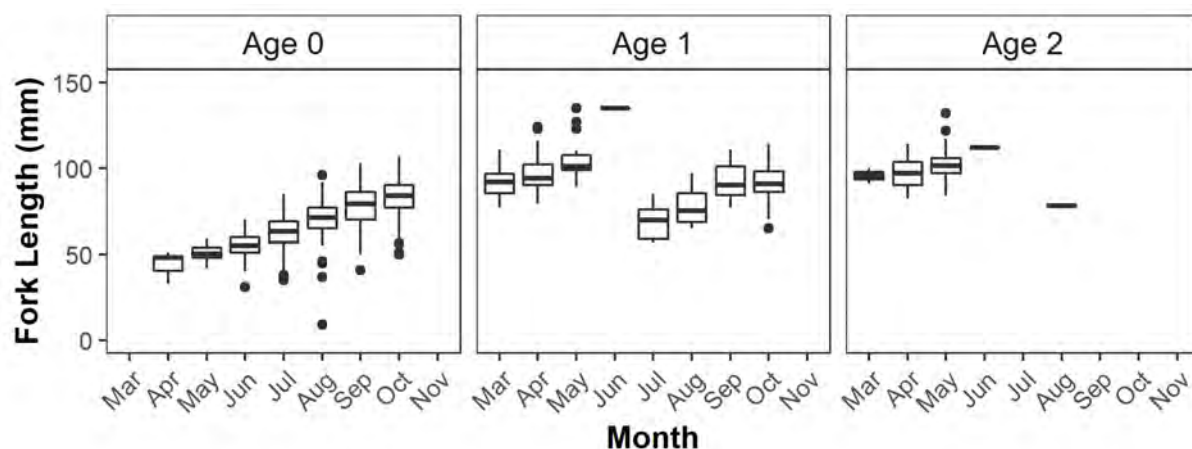 Age 0 Age 1 Age 2
Fork Length (mm)
150
100
50
0
Mar Apr May Jun Jul Aug Sep Oct Nov Mar Apr May Jun Jul Aug Sep Oct Nov Mar Apr May Jun Jul Aug Sep Oct Nov
Month